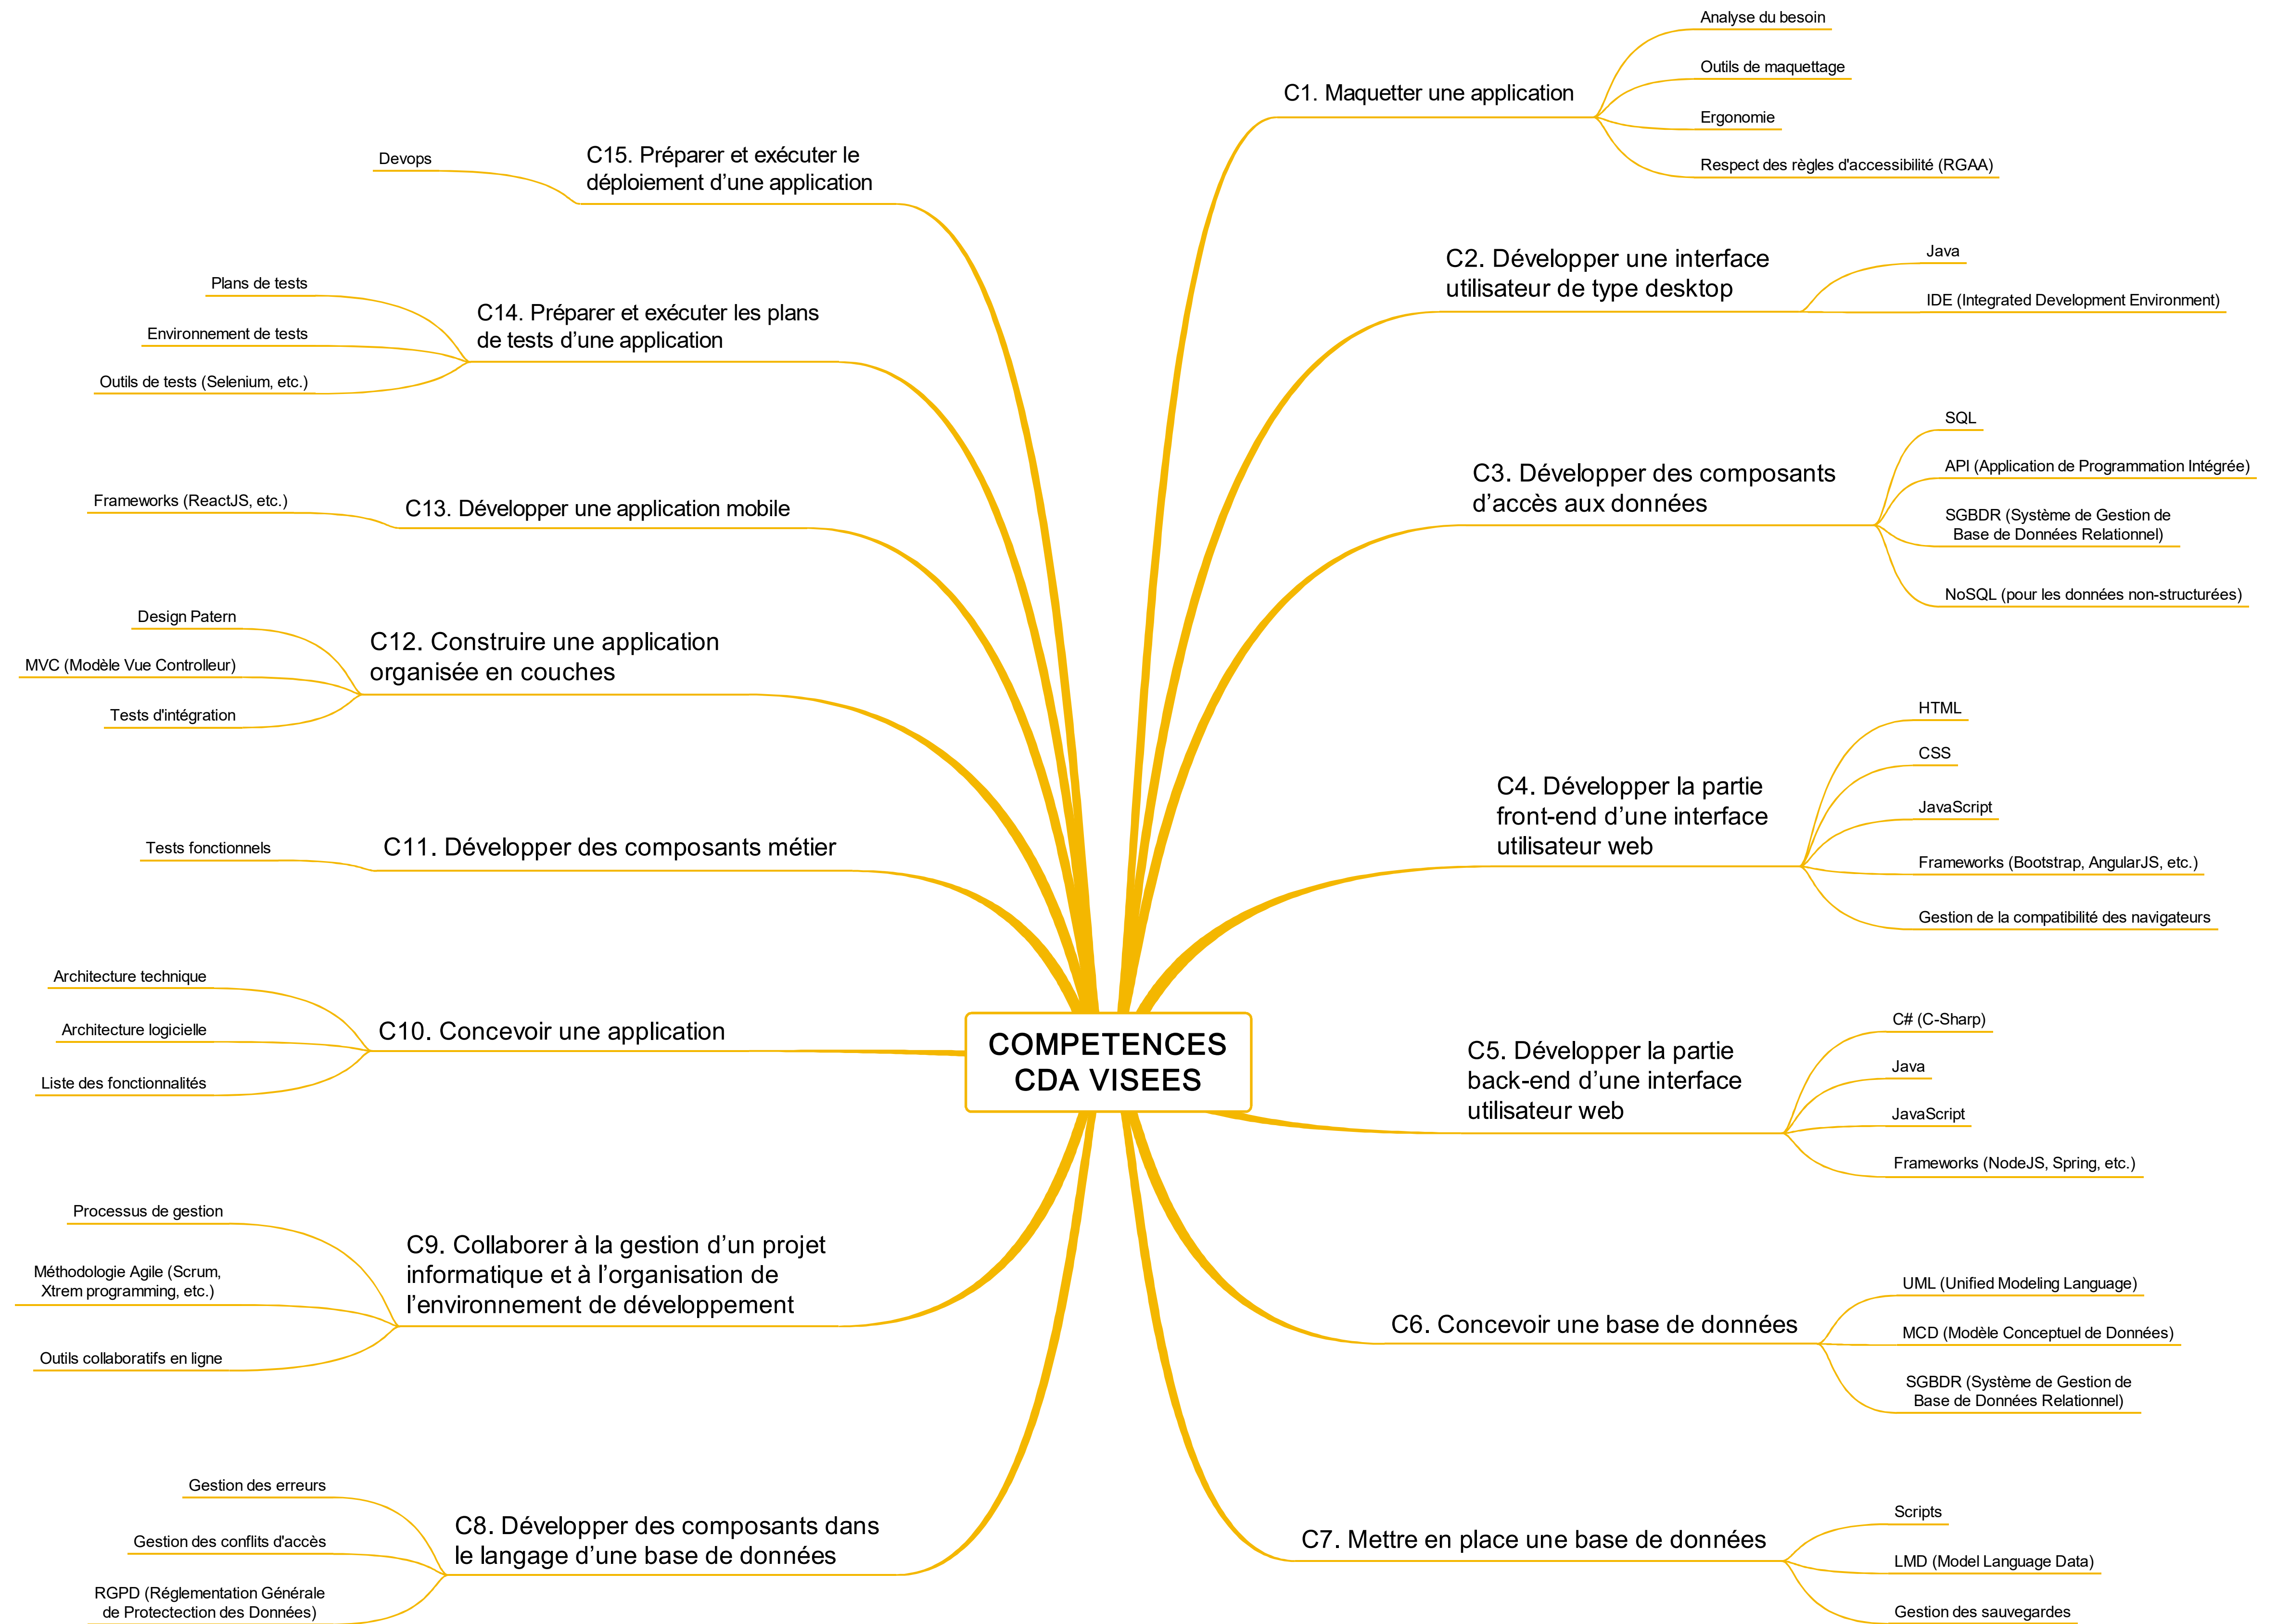 COMPETENCES
CDA VISEES
C1. Maquetter une application
Analyse du besoin
Outils de maquettage
Ergonomie
Respect des règles d'accessibilité (RGAA)
C2. Développer une interface
utilisateur de type desktop
Java
IDE (Integrated Development Environment)
C3. Développer des composants
d’accès aux données
SQL
API (Application de Programmation Intégrée)
SGBDR (Système de Gestion de
Base de Données Relationnel)
NoSQL (pour les données non-structurées)
C4. Développer la partie
front-end d’une interface
utilisateur web
HTML
CSS
JavaScript
Frameworks (Bootstrap, AngularJS, etc.)
Gestion de la compatibilité des navigateurs
C5. Développer la partie
back-end d’une interface
utilisateur web
C# (C-Sharp)
Java
JavaScript
Frameworks (NodeJS, Spring, etc.)
C6. Concevoir une base de données
UML (Unified Modeling Language)
MCD (Modèle Conceptuel de Données)
SGBDR (Système de Gestion de
Base de Données Relationnel)
C7. Mettre en place une base de données
Scripts
LMD (Model Language Data)
Gestion des sauvegardes
C8. Développer des composants dans
le langage d’une base de données
Gestion des erreurs
Gestion des conflits d'accès
RGPD (Réglementation Générale
de Protectection des Données)
C9. Collaborer à la gestion d’un projet
informatique et à l’organisation de
l’environnement de développement
Processus de gestion
Méthodologie Agile (Scrum,
Xtrem programming, etc.)
Outils collaboratifs en ligne
C10. Concevoir une application
Architecture technique
Architecture logicielle
Liste des fonctionnalités
C11. Développer des composants métier
Tests fonctionnels
C12. Construire une application
organisée en couches
Design Patern
MVC (Modèle Vue Controlleur)
Tests d'intégration
C13. Développer une application mobile
Frameworks (ReactJS, etc.)
C14. Préparer et exécuter les plans
de tests d’une application
Plans de tests
Environnement de tests
Outils de tests (Selenium, etc.)
C15. Préparer et exécuter le
déploiement d’une application
Devops